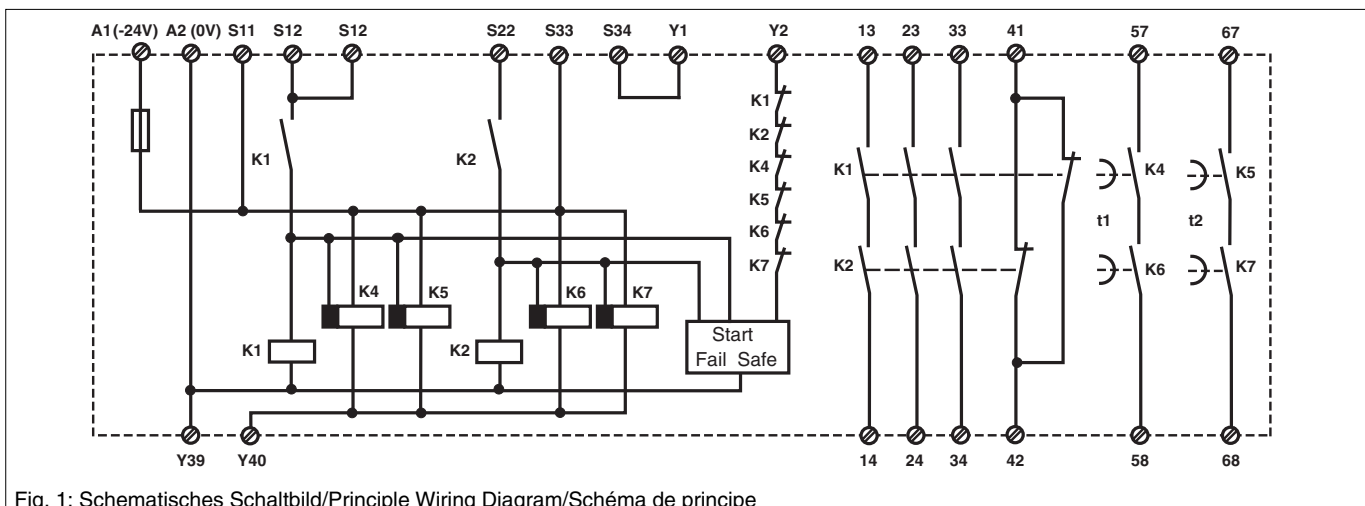 A1(-24V) A2 (0V) S11 S12 S12 S22 S33 S34 Y1 Y2 13 23 33 41 57 67
K1
K2
K1 K2 K4 K1 K4 K5
K5
t1 t2
K6
K7 K2 K6 K7
K4 K5 K6 K7
Start
K1 K2 Fail Safe
Y39 Y40 14 24 34 42 58 68
Fig. 1: Schematisches Schaltbild/Principle Wiring Diagram/Schéma de principe